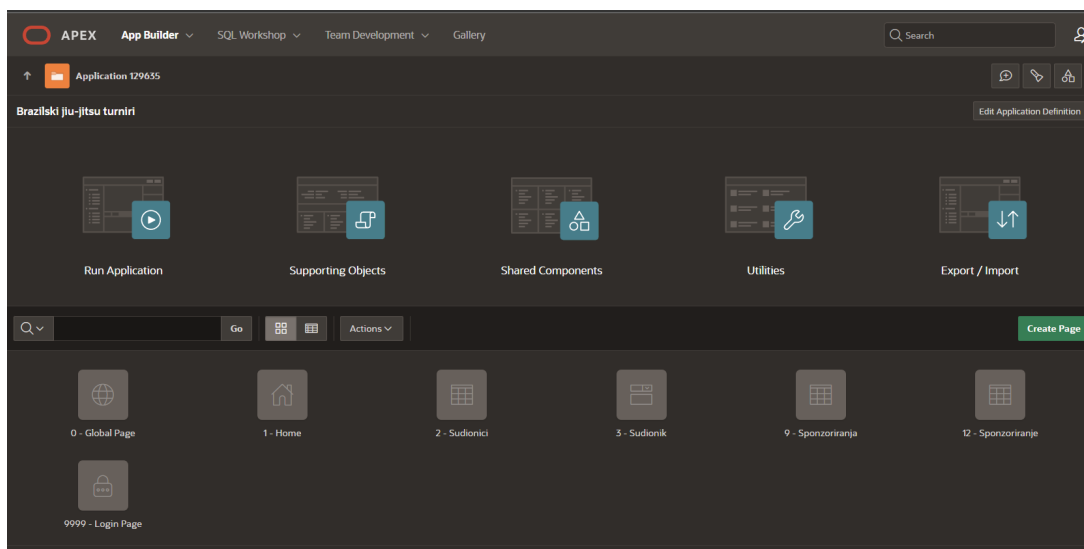 APEX App Builder SQL Workshop Team Development Gallery Search
Application 129635
Brazilski jiu-jitsu turniri Edit Application Definition
Run Application Supporting Objects Shared Components Utilities Export / Import
Go Actions Create Page
0 - Global Page 1 - Home 2 - Sudionici 3 - Sudionik 9 - Sponzoriranja 12 - Sponzoriranje
9999 - Login Page